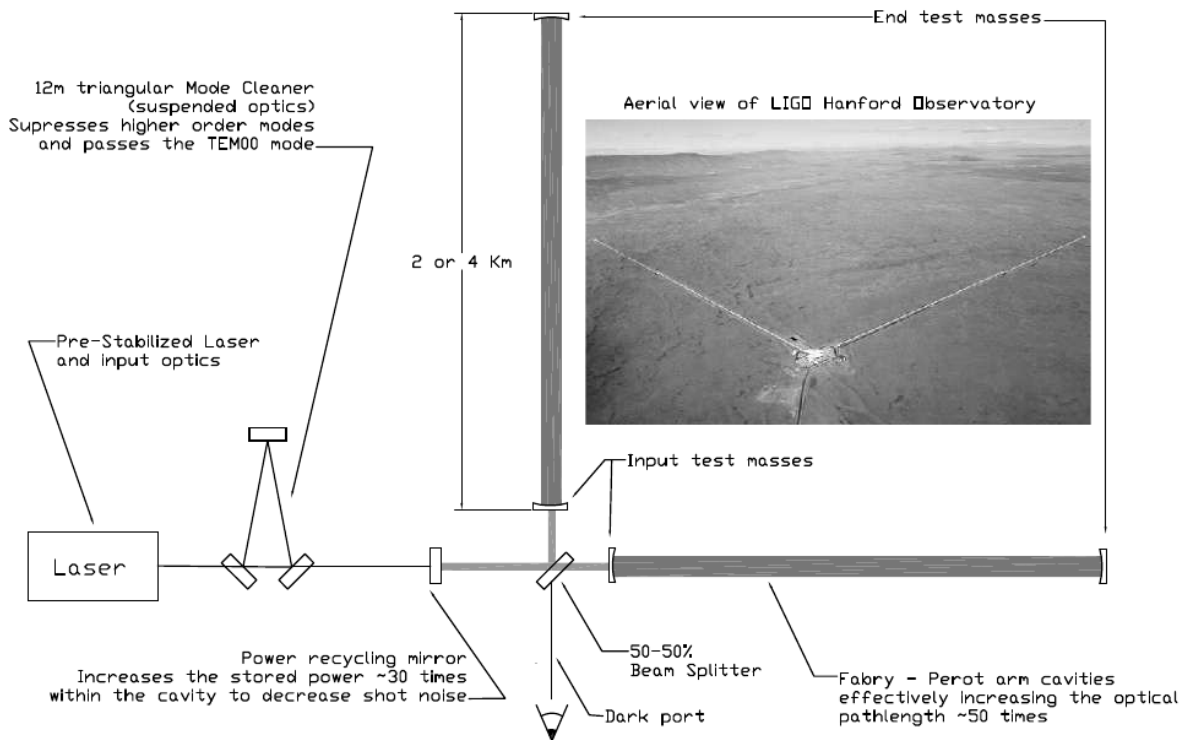 End test masses
12m triangular Mode Cleaner
(suspended optics)
Supresses higher order modes
and passes the TEM00 mode
Aerial view of LIGO Hanford Observatory
2 or 4 Km
Pre-Stabilized Laser
and input optics
Input test masses
Laser
Power recycling mirror
Increases the stored power ~30 times
within the cavity to decrease shot noise
50-50%
Beam Splitter
Dark port
Fabry - Perot arm cavities
effectively increasing the optical
pathlength ~50 times